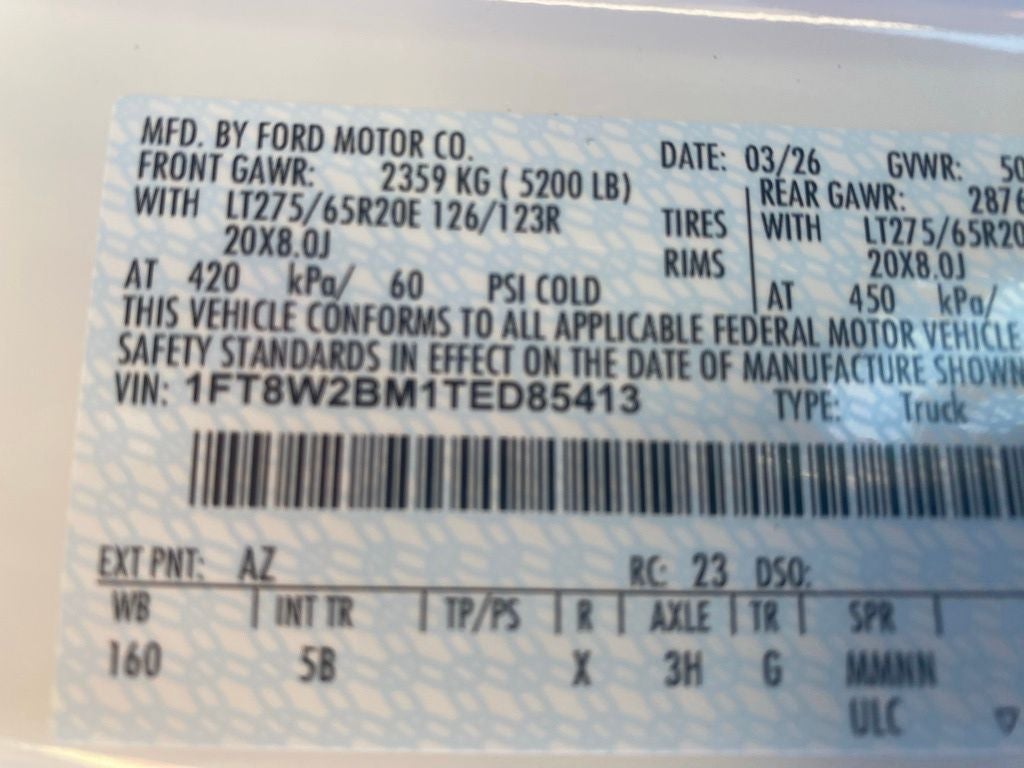 MFD. BY FORD MOTOR CO. DATE: 03/26 GVWR: 50
FRONT GAWR: 2359 KG ( 5200 LB) REAR GAWR: 2876
WITH LT275/65R20E 126/123R TIRES WITH LT275/65R20
20X8.0J RIMS 20X8.0J
AT 420 kPa/ 60 PSI COLD AT 450 kPa/
THIS VEHICLE CONFORMS TO ALL APPLICABLE FEDERAL MOTOR VEHICLE
SAFETY STANDARDS IN EFFECT ON THE DATE OF MANUFACTURE SHOWN
VIN: 1FT8W2BM1TED85413 TYPE: Truck
EXT PNT: AZ RC: 23 DSO:
WB INT TR TP/PS R AXLE TR SPR
160 5B X 3H G MMNN
ULC